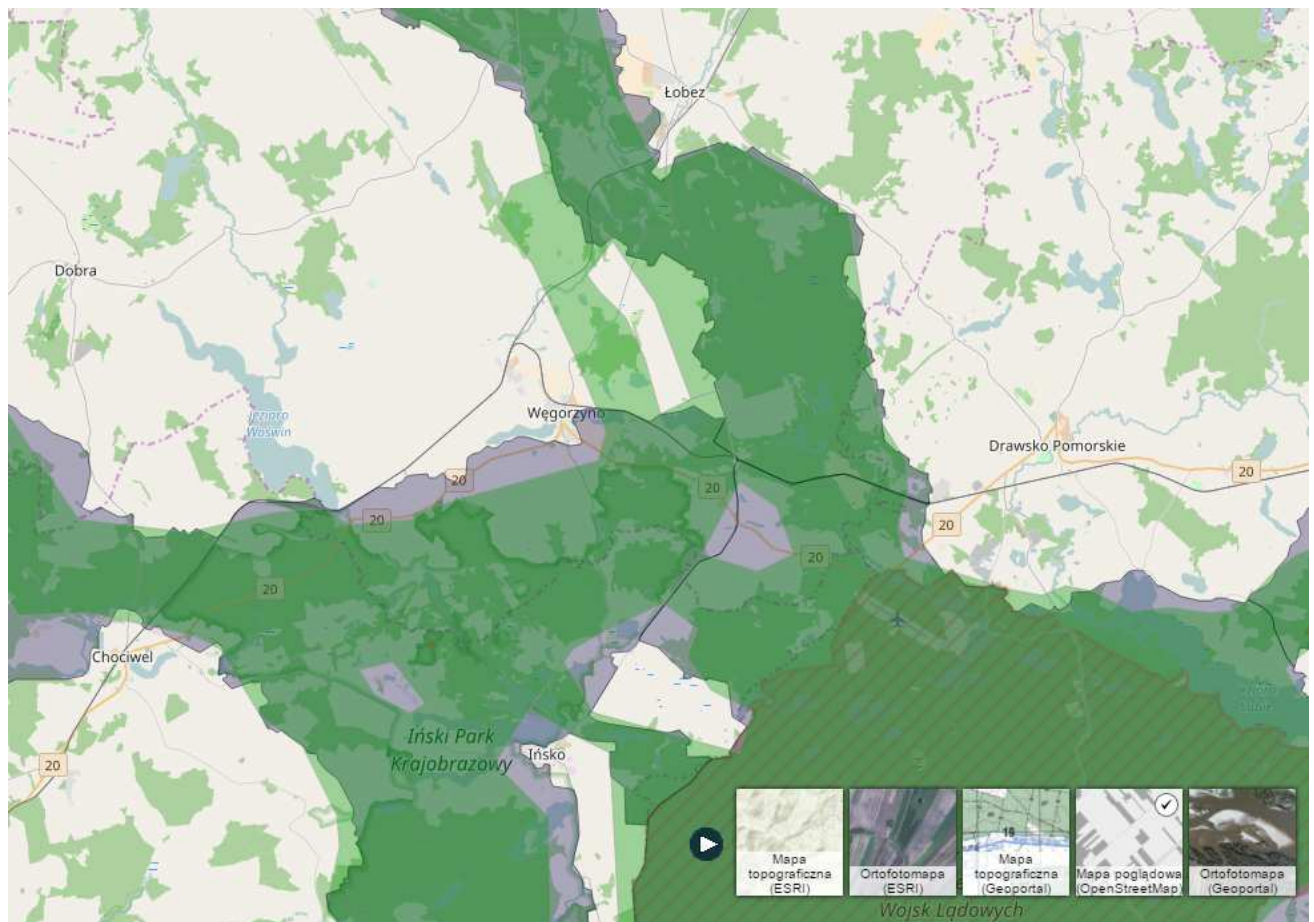 Łobez
Dobra
Jezioro
Woświn
Węgorzyno
Drawsko Pomorskie
20
20
20
20
20
20
20
Chociwel
Iński Park
Krajobrazowy
Ińsko
20
Wojsk Lądowych
Mapa
topograficzna
(ESRI)
Ortofotomapa
(ESRI)
Mapa
topograficzna
(Geoportal)
Mapa poglądowa
(OpenStreetMap)
Ortofotomapa
(Geoportal)